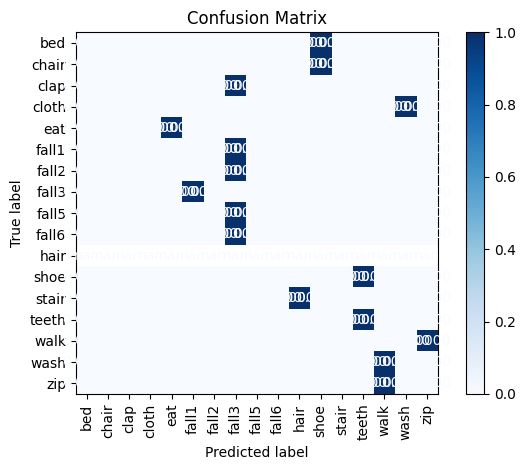 Confusion Matrix
bed
chair
clap
cloth
eat
fall1
fall2
fall3
fall5
fall6
hair
shoe
stair
teeth
walk
wash
zip
True label
bed
chair
clap
cloth
eat
fall1
fall2
fall3
fall5
fall6
hair
shoe
stair
teeth
walk
wash
zip
Predicted label
1.0
0.8
0.6
0.4
0.2
0.0